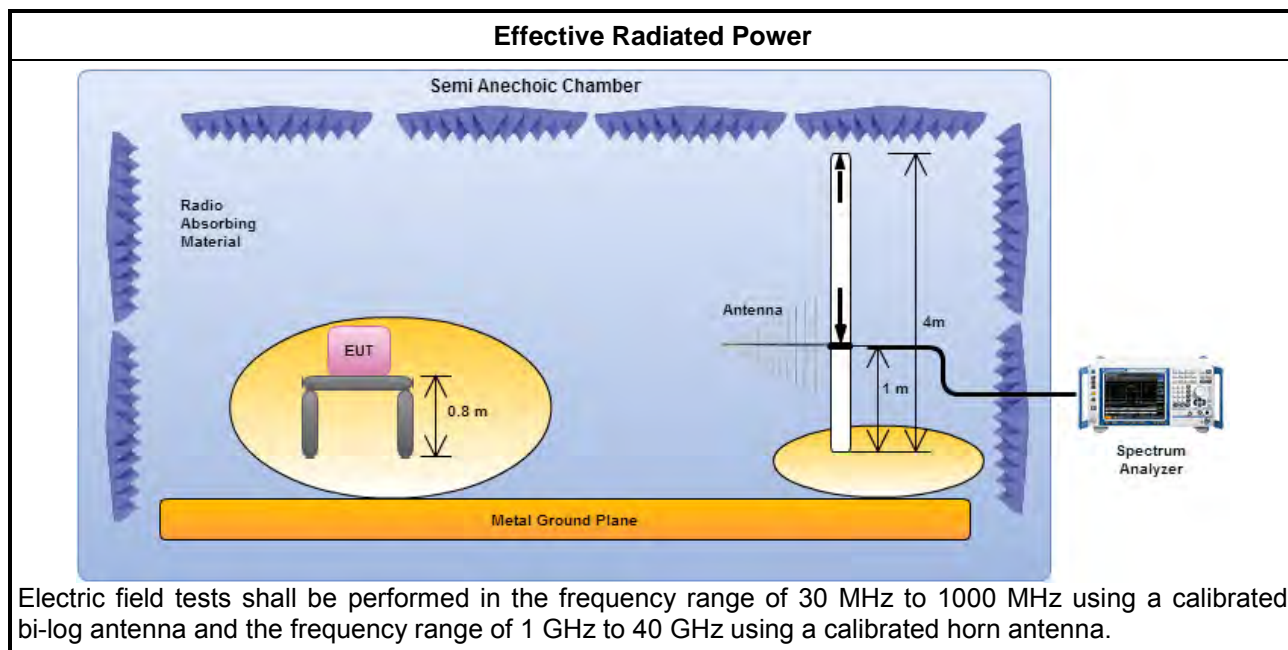 Effective Radiated Power
Semi Anechoic Chamber
Radio
Absorbing
Material
Antenna
4m
EUT
1 m
0.8 m
Spectrum
Analyzer
Metal Ground Plane
Electric field tests shall be performed in the frequency range of 30 MHz to 1000 MHz using a calibrated
bi-log antenna and the frequency range of 1 GHz to 40 GHz using a calibrated horn antenna.